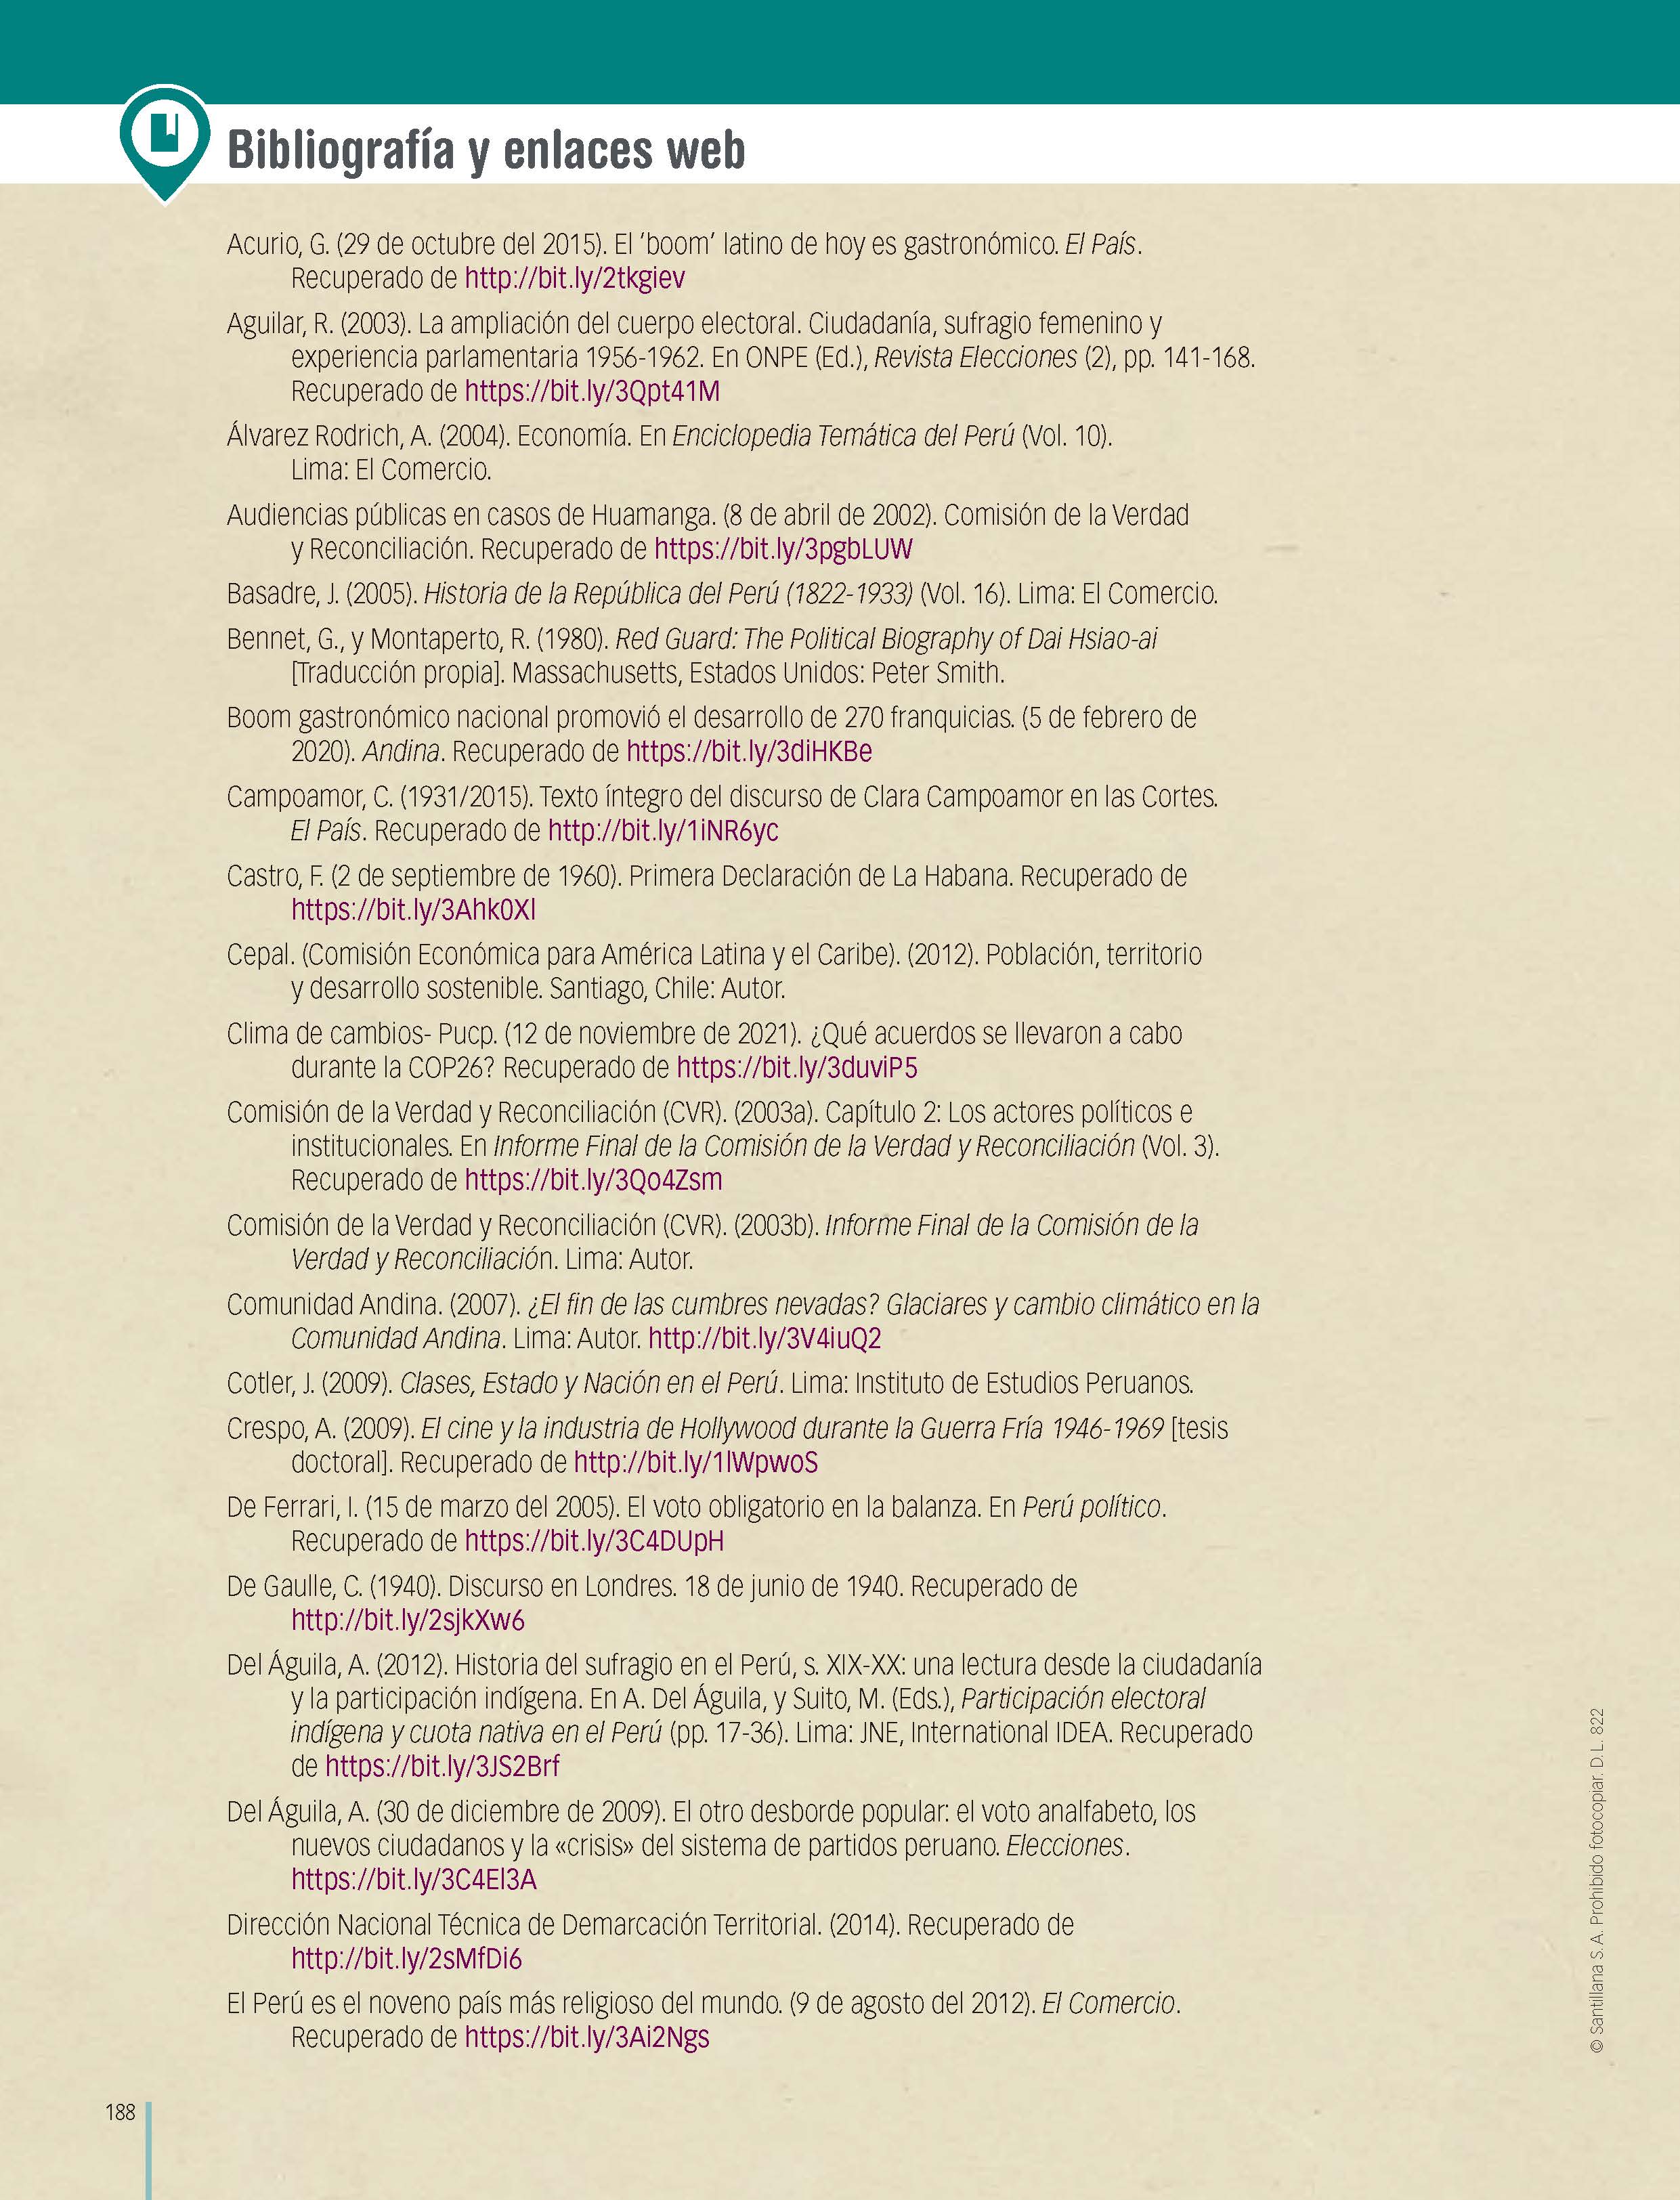 Bibliografía y enlaces web
Acurio, G. (29 de octubre del 2015). El ‘boom’ latino de hoy es gastronómico. El País.
Recuperado de http://bit.ly/2tkgiev
Aguilar, R. (2003). La ampliación del cuerpo electoral. Ciudadanía, sufragio femenino y
experiencia parlamentaria 1956-1962. En ONPE (Ed.), Revista Elecciones (2), pp. 141-168.
Recuperado de https://bit.ly/3Qpt41M
Álvarez Rodrich, A. (2004). Economía. En Enciclopedia Temática del Perú (Vol. 10).
Lima: El Comercio.
Audiencias públicas en casos de Huamanga. (8 de abril de 2002). Comisión de la Verdad
y Reconciliación. Recuperado de https://bit.ly/3pgbLUW
Basadre, J. (2005). Historia de la República del Perú (1822-1933) (Vol. 16). Lima: El Comercio.
Bennet, G., y Montaperto, R. (1980). Red Guard: The Political Biography of Dai Hsiao-ai
[Traducción propia]. Massachusetts, Estados Unidos: Peter Smith.
Boom gastronómico nacional promovió el desarrollo de 270 franquicias. (5 de febrero de
2020). Andina. Recuperado de https://bit.ly/3diHKBe
Campoamor, C. (1931/2015). Texto íntegro del discurso de Clara Campoamor en las Cortes.
El País. Recuperado de http://bit.ly/1iNR6yc
Castro, F. (2 de septiembre de 1960). Primera Declaración de La Habana. Recuperado de
https://bit.ly/3Ahk0Xl
Cepal. (Comisión Económica para América Latina y el Caribe). (2012). Población, territorio
y desarrollo sostenible. Santiago, Chile: Autor.
Clima de cambios- Pucp. (12 de noviembre de 2021). ¿Qué acuerdos se llevaron a cabo
durante la COP26? Recuperado de https://bit.ly/3duviP5
Comisión de la Verdad y Reconciliación (CVR). (2003a). Capítulo 2: Los actores políticos e
institucionales. En Informe Final de la Comisión de la Verdad y Reconciliación (Vol. 3).
Recuperado de https://bit.ly/3Qo4Zsm
Comisión de la Verdad y Reconciliación (CVR). (2003b). Informe Final de la Comisión de la
Verdad y Reconciliación. Lima: Autor.
Comunidad Andina. (2007). ¿El fin de las cumbres nevadas? Glaciares y cambio climático en la
Comunidad Andina. Lima: Autor. http://bit.ly/3V4iuQ2
Cotler, J. (2009). Clases, Estado y Nación en el Perú. Lima: Instituto de Estudios Peruanos.
Crespo, A. (2009). El cine y la industria de Hollywood durante la Guerra Fría 1946-1969 [tesis
doctoral]. Recuperado de http://bit.ly/1lWpwoS
De Ferrari, I. (15 de marzo del 2005). El voto obligatorio en la balanza. En Perú político.
Recuperado de https://bit.ly/3C4DUpH
De Gaulle, C. (1940). Discurso en Londres. 18 de junio de 1940. Recuperado de
http://bit.ly/2sjkXw6
Del Águila, A. (2012). Historia del sufragio en el Perú, s. XIX-XX: una lectura desde la ciudadanía
y la participación indígena. En A. Del Águila, y Suito, M. (Eds.), Participación electoral
indígena y cuota nativa en el Perú (pp. 17-36). Lima: JNE, International IDEA. Recuperado
de https://bit.ly/3JS2Brf
Del Águila, A. (30 de diciembre de 2009). El otro desborde popular: el voto analfabeto, los
nuevos ciudadanos y la «crisis» del sistema de partidos peruano. Elecciones.
https://bit.ly/3C4El3A
Dirección Nacional Técnica de Demarcación Territorial. (2014). Recuperado de
http://bit.ly/2sMfDi6
El Perú es el noveno país más religioso del mundo. (9 de agosto del 2012). El Comercio.
Recuperado de https://bit.ly/3Ai2Ngs
© Santillana S.A. Prohibido fotocopiar. D.L. 822
188